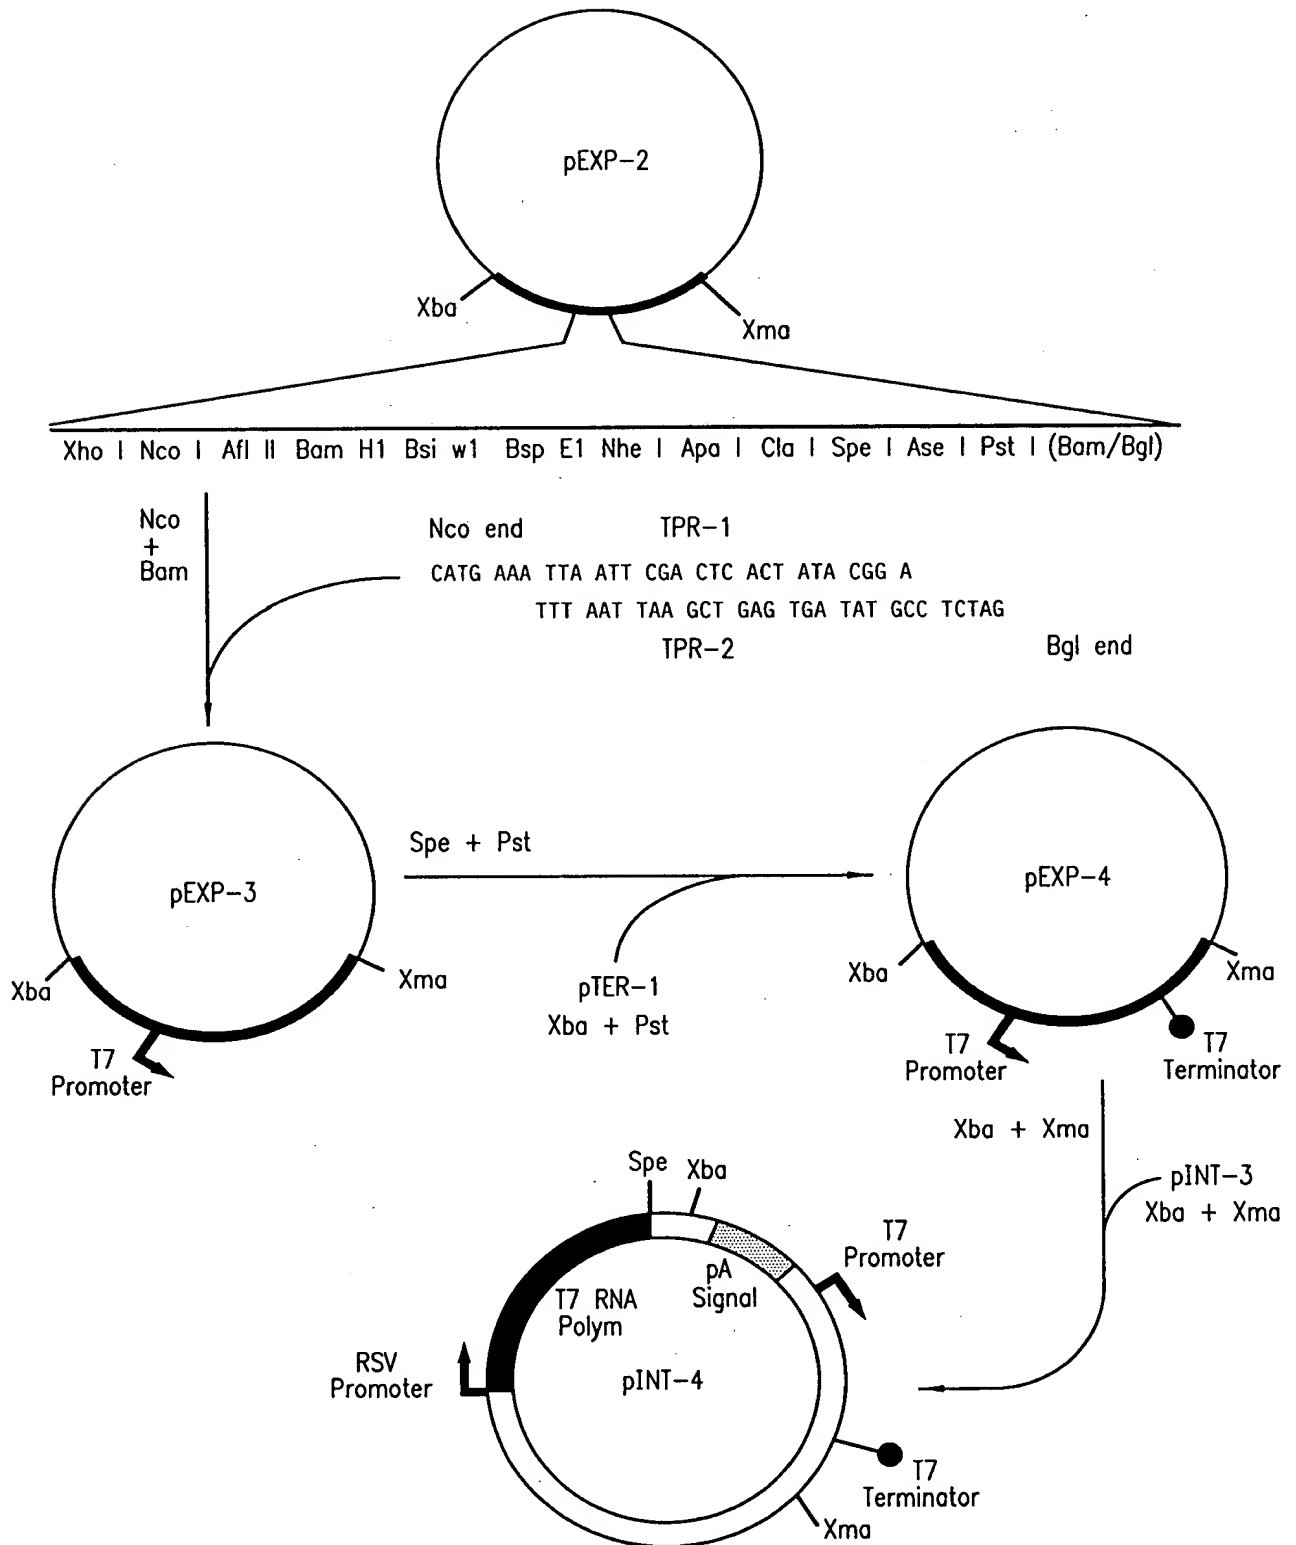 pEXP-2
Xba
Xma
Xho I Nco I Afl II Bam H1 Bsi w1 Bsp E1 Nhe I Apa I Cla I Spe I Ase I Pst I (Bam/Bgl)
Nco
+
Bam
Nco end TPR-1
CATG AAA TTA ATT CGA CTC ACT ATA CGG A
TTT AAT TAA GCT GAG TGA TAT GCC TCTAG
TPR-2
Bgl end
pEXP-3
Xba
Xma
T7
Promoter
Spe + Pst
pTER-1
Xba + Pst
pEXP-4
Xba
Xma
T7
Promoter
T7
Terminator
Xba + Xma
pINT-3
Xba + Xma
Spe
Xba
T7
Promoter
pA
Signal
T7 RNA
Polym
RSV
Promoter
pINT-4
T7
Terminator
Xma